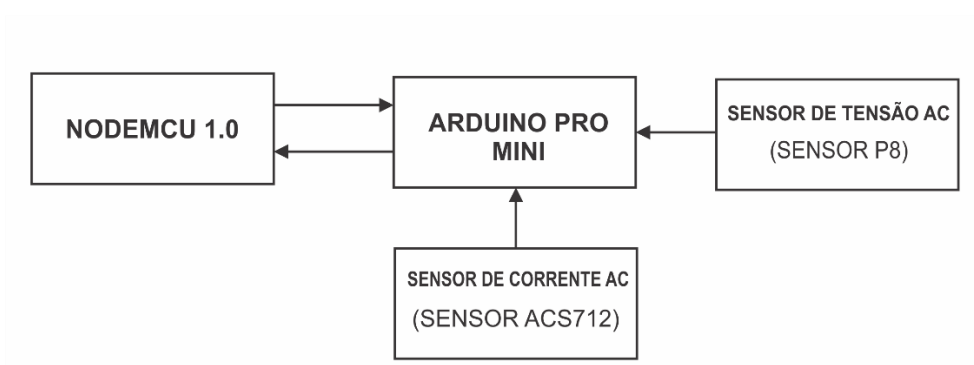 NODEMCU 1.0
ARDUINO PRO
MINI
SENSOR DE TENSÃO AC
(SENSOR P8)
SENSOR DE CORRENTE AC
(SENSOR ACS712)